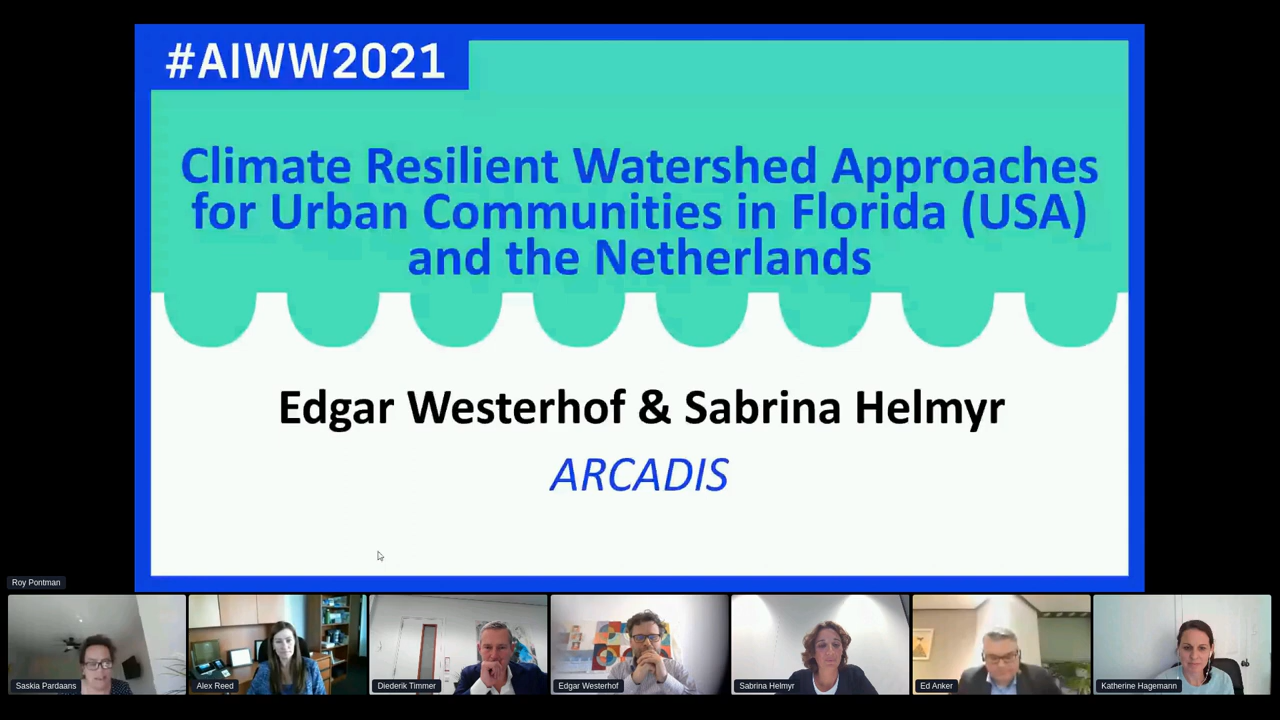 #AIWW2021
Climate Resilient Watershed Approaches
for Urban Communities in Florida (USA)
and the Netherlands
Edgar Westerhof & Sabrina Helmyr
ARCADIS
Roy Pontman
Saskia Pardaans
Alex Reed
Diederik Timmer
Edgar Westerhof
Sabrina Helmyr
Ed Anker
Katherine Hagemann